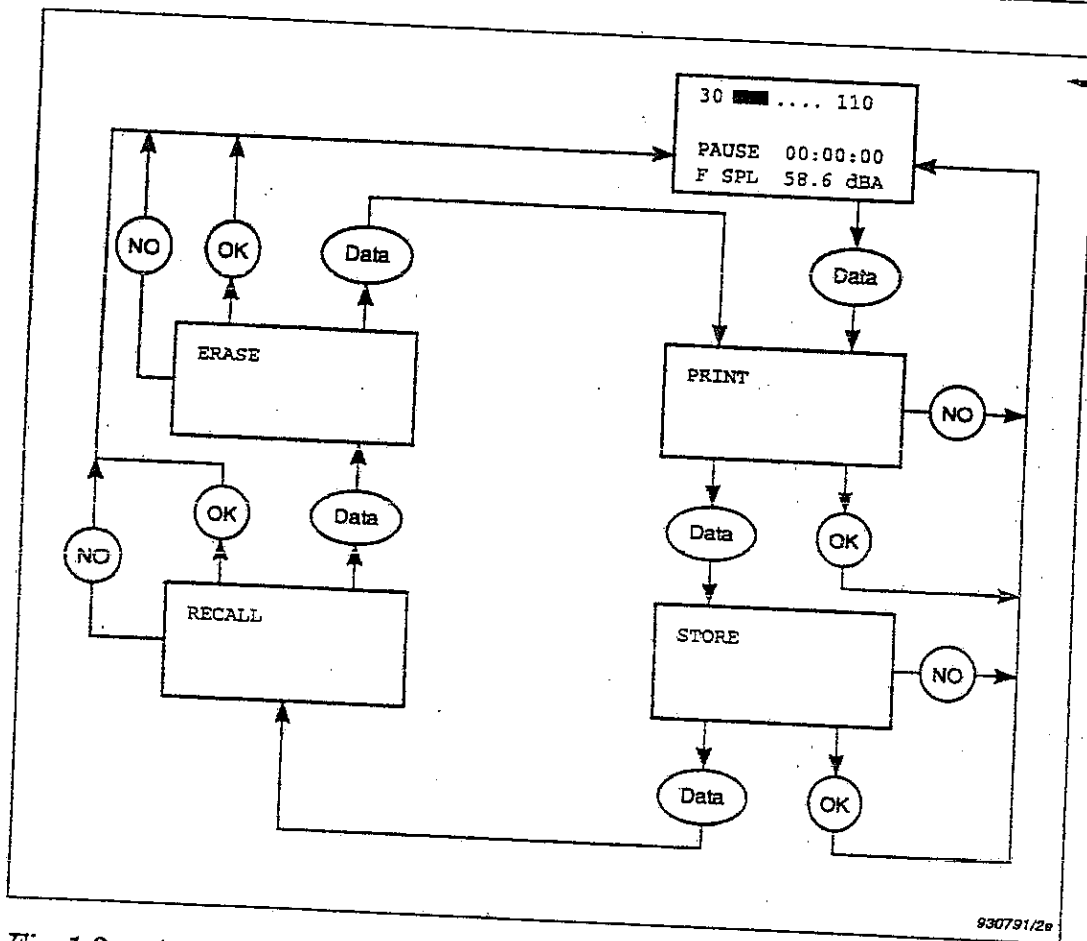 30 .... 110
PAUSE 00:00:00
F SPL 58.6 dBA
NO
OK
Data
Data
ERASE
PRINT
NO
OK
Data
Data
OK
NO
RECALL
STORE
NO
Data
OK
930791/2e